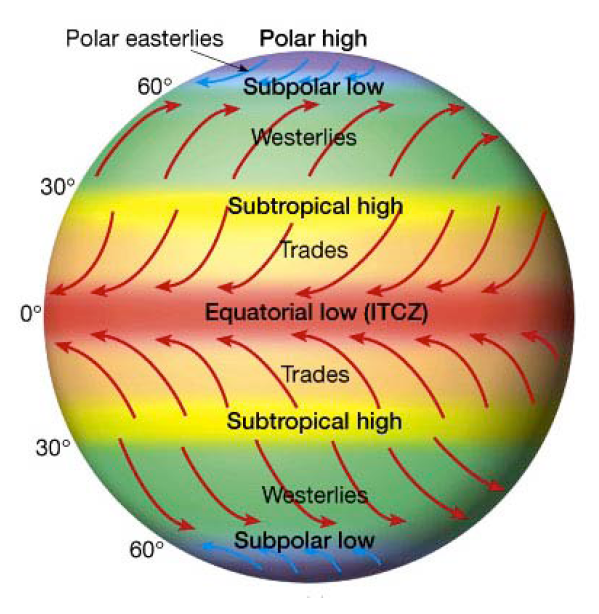 Polar easterlies
Polar high
60°
Subpolar low
Westerlies
30°
Subtropical high
Trades
0°
Equatorial low (ITCZ)
Trades
Subtropical high
30°
Westerlies
Subpolar low
60°